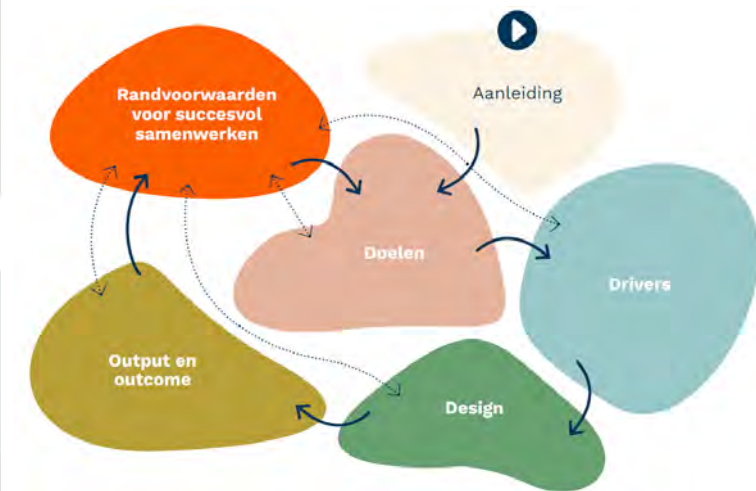 Randvoorwaarden
voor succesvol
samenwerken
Aanleiding
Doelen
Drivers
Output en
outcome
Design